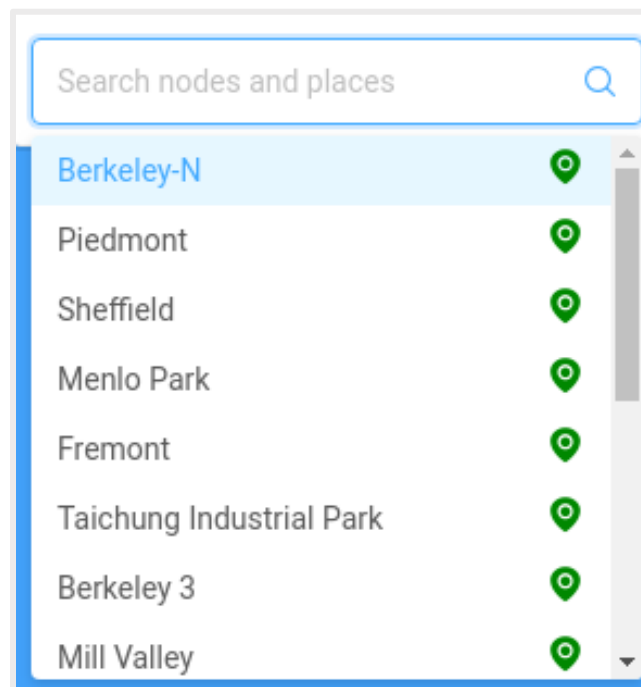 Search nodes and places
Berkeley-N
Piedmont
Sheffield
Menlo Park
Fremont
Taichung Industrial Park
Berkeley 3
Mill Valley